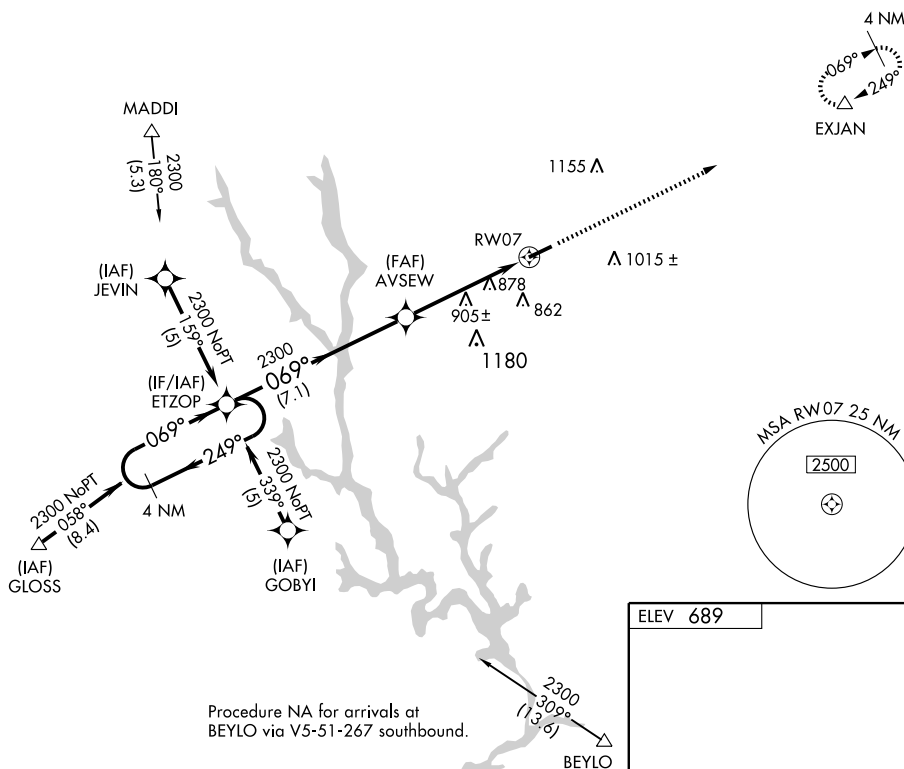 4 NM
069°
249°
EXJAN
MADDI
2300
180°
(5.3)
1155
RW07
(FAF)
AVSEW
1015 ±
878
862
905±
1180
(IAF)
JEVIN
2300 NoPT
159°
(5)
2300
069°
(7.1)
(IF/IAF)
ETZOP
069°
249°
4 NM
2300 NoPT
058°
(8.4)
(IAF)
GLOSS
2300 NoPT
339°
(5)
(IAF)
GOBYI
MSA RW07 25 NM
2500
ELEV 689
2300
309°
(13.6)
BEYLO
Procedure NA for arrivals at
BEYLO via V5-51-267 southbound.